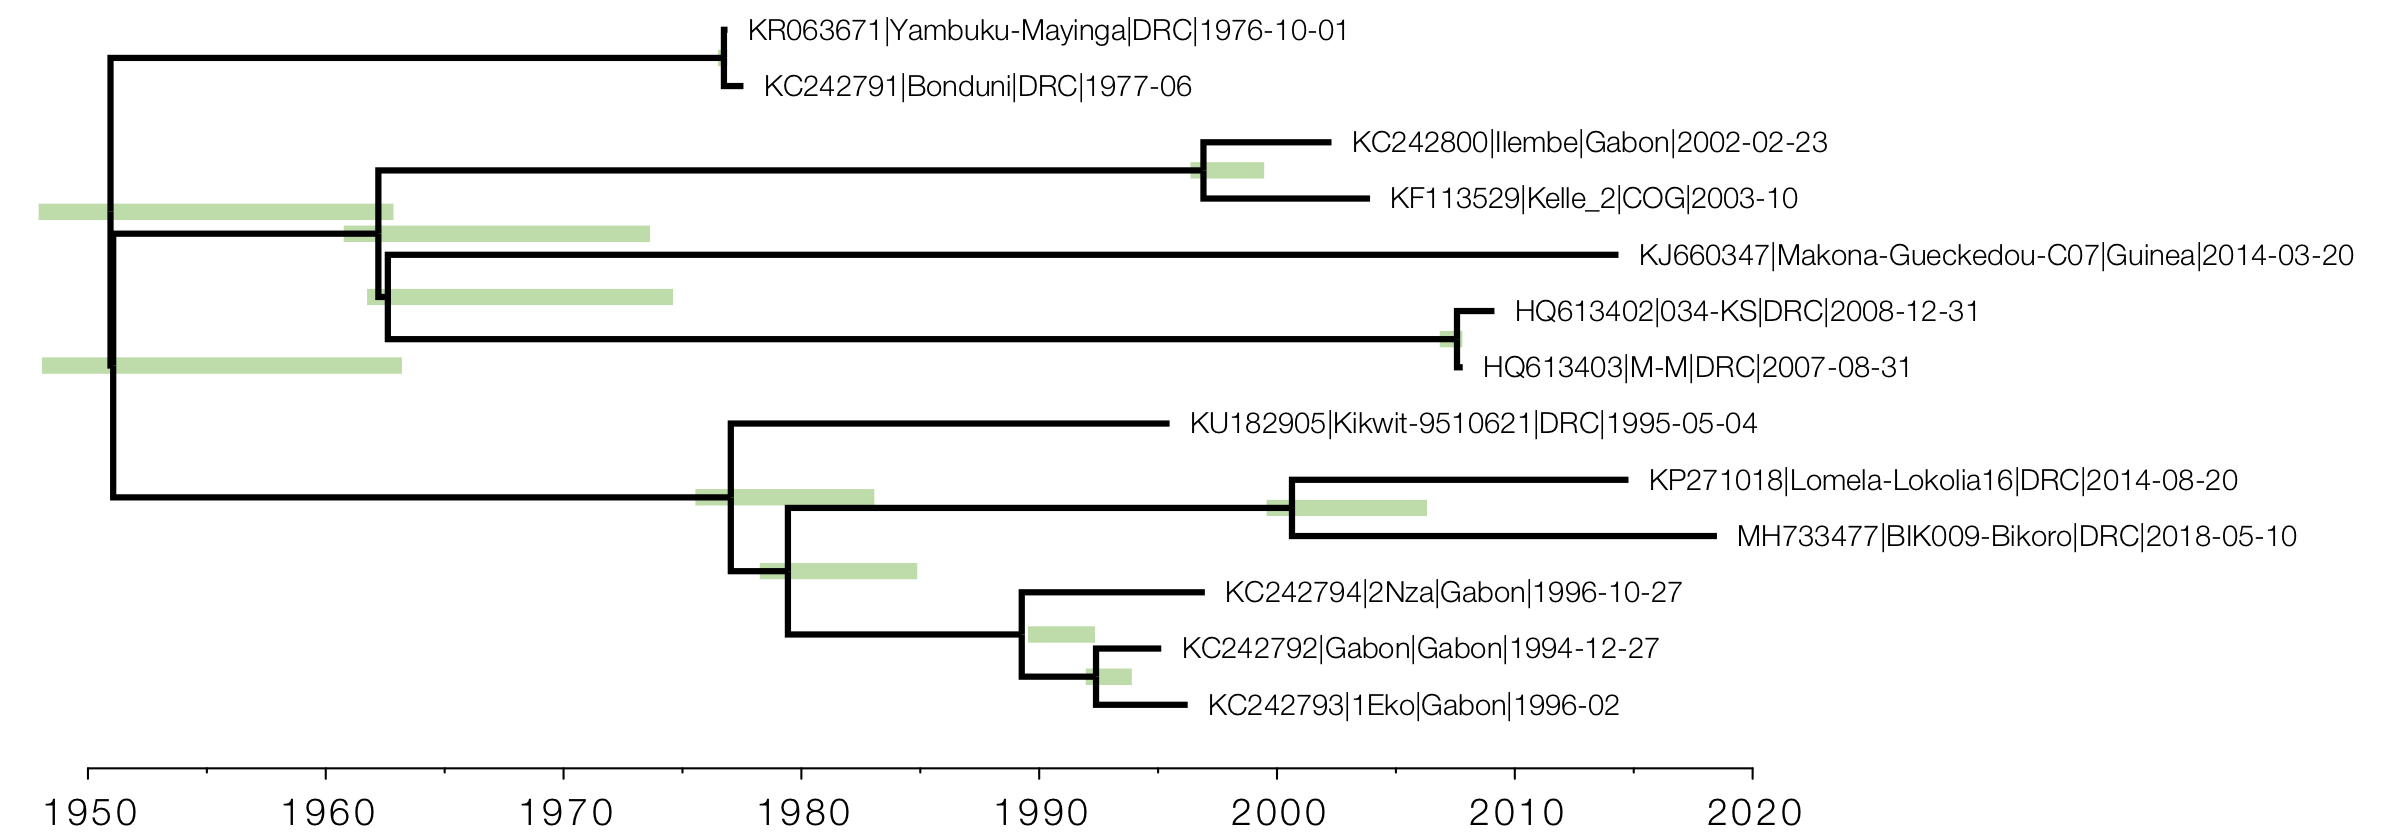 KR063671|Yambuku-Mayinga|DRC|1976-10-01
KC242791|Bonduni|DRC|1977-06
KC242800|Ilembe|Gabon|2002-02-23
KF113529|Kelle_2|COG|2003-10
KJ660347|Makona-Gueckedou-C07|Guinea|2014-03-20
HQ613402|034-KS|DRC|2008-12-31
HQ613403|M-M|DRC|2007-08-31
KU182905|Kikwit-9510621|DRC|1995-05-04
KP271018|Lomela-Lokolia16|DRC|2014-08-20
MH733477|BIK009-Bikoro|DRC|2018-05-10
KC242794|2Nza|Gabon|1996-10-27
KC242792|Gabon|Gabon|1994-12-27
KC242793|1Eko|Gabon|1996-02
1950 1960 1970 1980 1990 2000 2010 2020